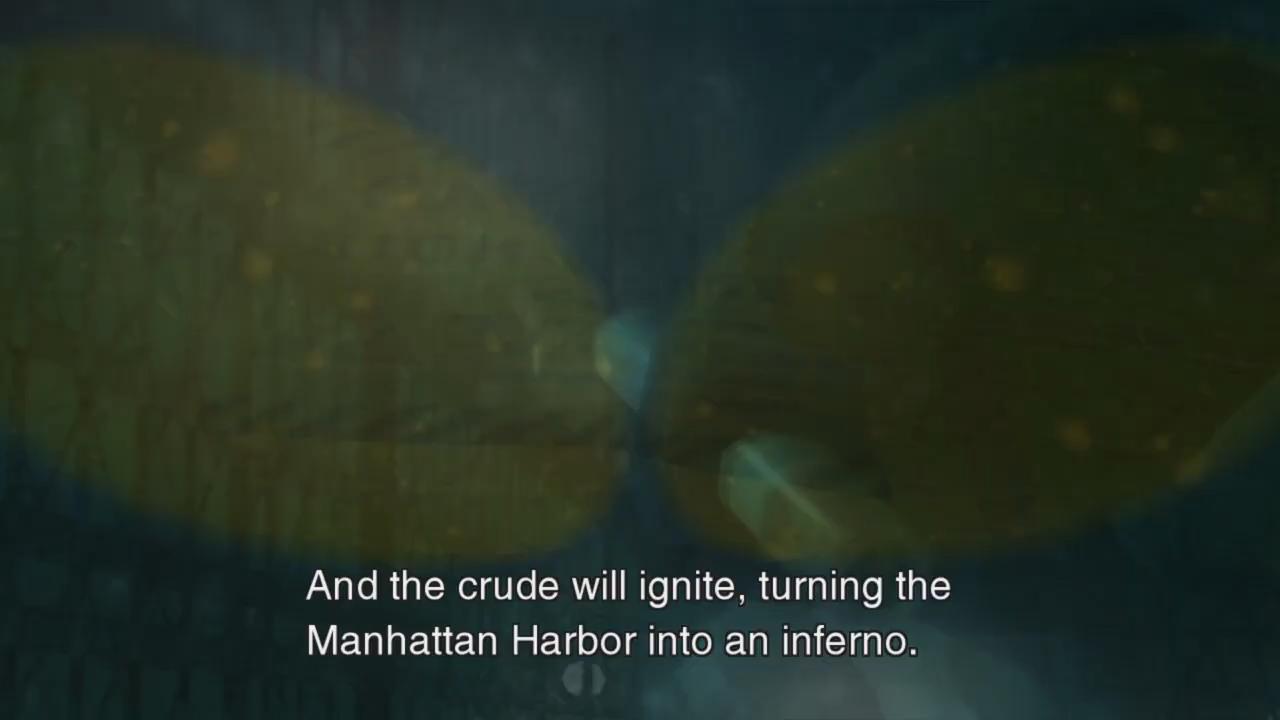 And the crude will ignite, turning the
Manhattan Harbor into an inferno.